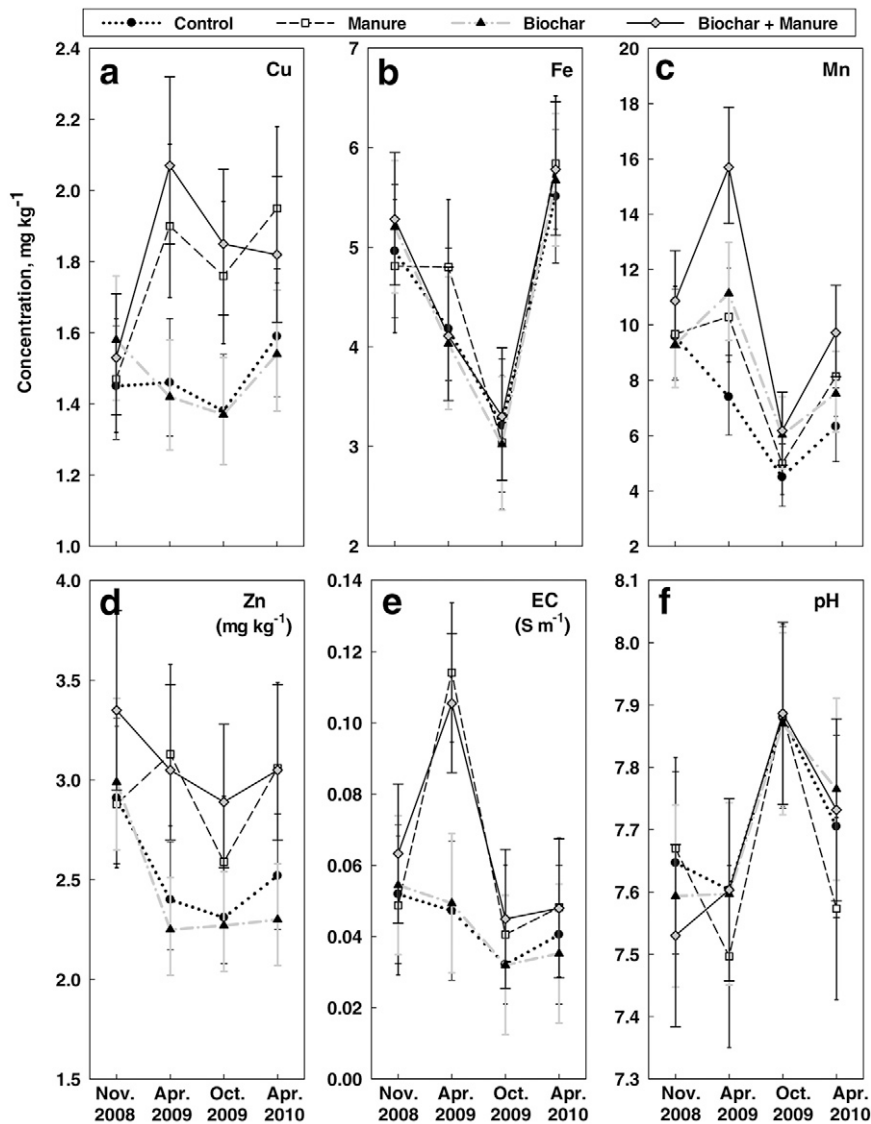 Control Manure Biochar Biochar + Manure
a Cu
b Fe
c Mn
2.4
2.2
2.0
1.8
1.6
1.4
1.2
1.0
7
6
5
4
3
2
20
18
16
14
12
10
8
6
4
2
Concentration, mg kg⁻¹
d Zn
(mg kg⁻¹)
e EC
(S m⁻¹)
f pH
4.0
3.5
3.0
2.5
2.0
1.5
0.14
0.12
0.10
0.08
0.06
0.04
0.02
0.00
8.1
8.0
7.9
7.8
7.7
7.6
7.5
7.4
7.3
Nov. Apr. Oct. Apr.
2008 2009 2009 2010
Nov. Apr. Oct. Apr.
2008 2009 2009 2010
Nov. Apr. Oct. Apr.
2008 2009 2009 2010